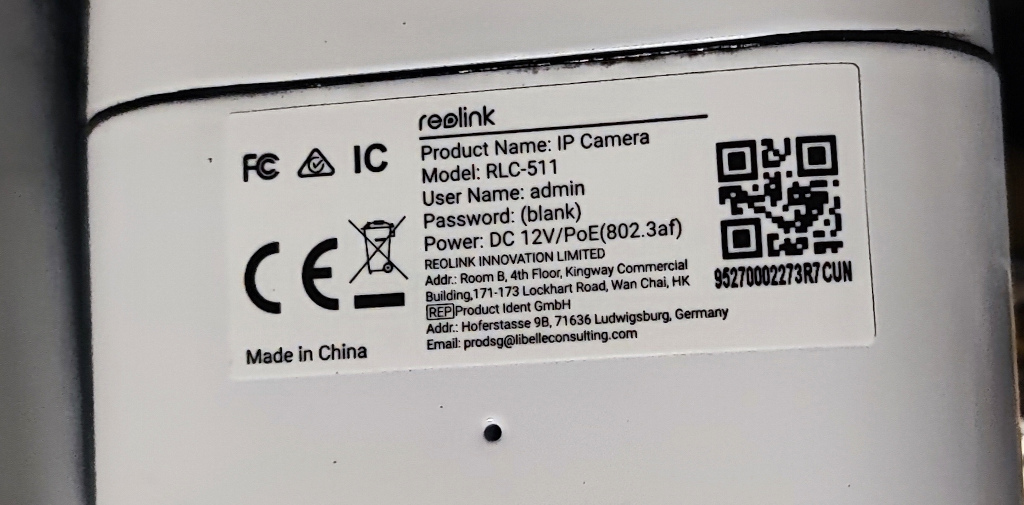 reolink
FC IC
Product Name: IP Camera
Model: RLC-511
User Name: admin
Password: (blank)
Power: DC 12V/PoE(802.3af)
REOLINK INNOVATION LIMITED
Addr.: Room B, 4th Floor, Kingway Commercial
Building,171-173 Lockhart Road, Wan Chai, HK
REP Product Ident GmbH
Addr.: Hoferstasse 9B, 71636 Ludwigsburg, Germany
Email: prodsg@libelleconsulting.com
CE
Made in China
95270002273R7CUN